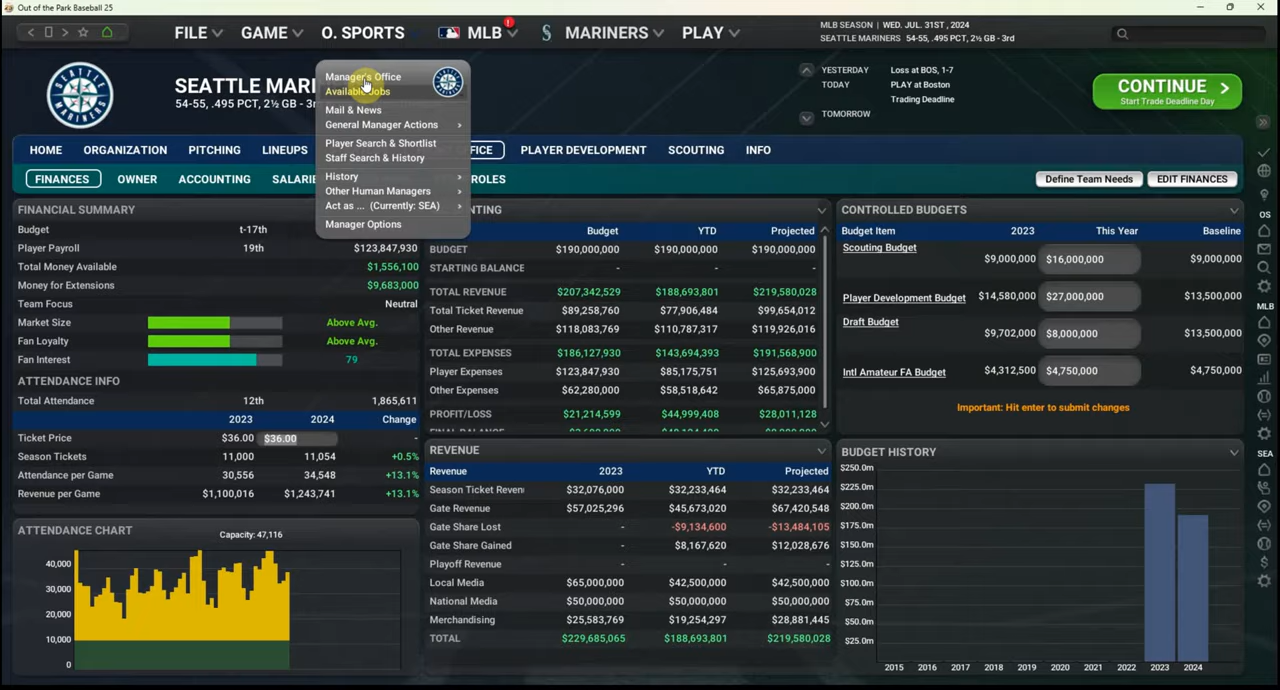 Out of the Park Baseball 25
FILE GAME O. SPORTS MLB MARINERS PLAY
MLB SEASON | WED. JUL. 31ST , 2024
SEATTLE MARINERS 54-55, .495 PCT, 2½ GB - 3rd
SEATTLE MARI
54-55, .495 PCT, 2½ GB - 3r
YESTERDAY Loss at BOS, 1-7
TODAY PLAY at Boston
Trading Deadline
TOMORROW
CONTINUE
Start Trade Deadline Day
Manager's Office
Available Jobs
Mail & News
General Manager Actions
Player Search & Shortlist
Staff Search & History
History
Other Human Managers
Act as ... (Currently: SEA)
Manager Options
HOME ORGANIZATION PITCHING LINEUPS OFFICE PLAYER DEVELOPMENT SCOUTING INFO
FINANCES OWNER ACCOUNTING SALARIE ROLES
Define Team Needs EDIT FINANCES
FINANCIAL SUMMARY
Budget t-17th
Player Payroll 19th $123,847,930
Total Money Available $1,556,100
Money for Extensions $9,683,000
Team Focus Neutral
Market Size Above Avg.
Fan Loyalty Above Avg.
Fan Interest 79
ATTENDANCE INFO
Total Attendance 12th 1,865,611
2023 2024 Change
Ticket Price $36.00 $36.00 -
Season Tickets 11,000 11,054 +0.5%
Attendance per Game 30,556 34,548 +13.1%
Revenue per Game $1,100,016 $1,243,741 +13.1%
ATTENDANCE CHART
Capacity: 47,116
40,000
30,000
20,000
10,000
0
NTING
Budget YTD Projected
BUDGET $190,000,000 $190,000,000 $190,000,000
STARTING BALANCE - - -
TOTAL REVENUE $207,342,529 $188,693,801 $219,580,028
Total Ticket Revenue $89,258,760 $77,906,484 $99,654,012
Other Revenue $118,083,769 $110,787,317 $119,926,016
TOTAL EXPENSES $186,127,930 $143,694,393 $191,568,900
Player Expenses $123,847,930 $85,175,751 $125,693,900
Other Expenses $62,280,000 $58,518,642 $65,875,000
PROFIT/LOSS $21,214,599 $44,999,408 $28,011,128
REVENUE
Revenue 2023 YTD Projected
Season Ticket Reven $32,076,000 $32,233,464 $32,233,464
Gate Revenue $57,025,296 $45,673,020 $67,420,548
Gate Share Lost - -$9,134,600 -$13,484,105
Gate Share Gained - $8,167,620 $12,028,676
Playoff Revenue - - -
Local Media $65,000,000 $42,500,000 $42,500,000
National Media $50,000,000 $50,000,000 $50,000,000
Merchandising $25,583,769 $19,254,297 $28,881,445
TOTAL $229,685,065 $188,693,801 $219,580,028
CONTROLLED BUDGETS
Budget Item 2023 This Year Baseline
Scouting Budget $9,000,000 $16,000,000 $9,000,000
Player Development Budget $14,580,000 $27,000,000 $13,500,000
Draft Budget $9,702,000 $8,000,000 $13,500,000
Intl Amateur FA Budget $4,312,500 $4,750,000 $4,750,000
Important: Hit enter to submit changes
BUDGET HISTORY
$250.0m
$225.0m
$200.0m
$175.0m
$150.0m
$125.0m
$100.0m
$75.0m
$50.0m
$25.0m
2015 2016 2017 2018 2019 2020 2021 2022 2023 2024
OS
MLB
SEA